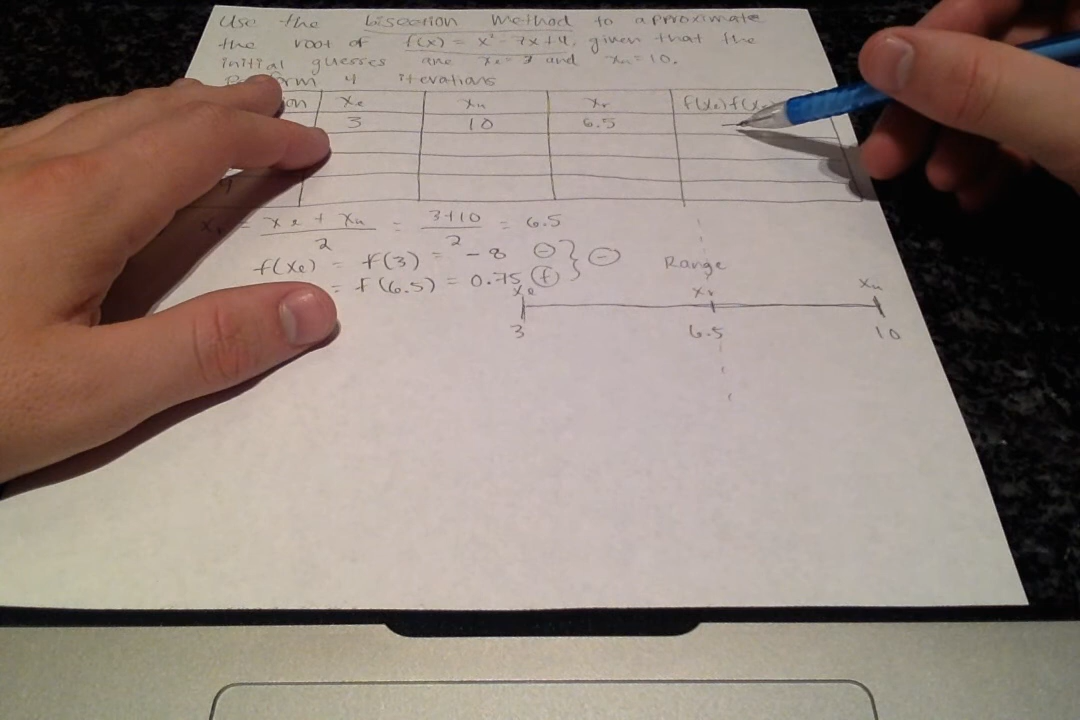 Use the bisection method to approximate
the root of f(x) = x² - 7x + 4, given that the
initial guesses are xℓ = 3 and xu = 10.
4 iterations
xℓ xu xr
3 10 6.5 —
= xℓ + xu / 2 = 3+10 / 2 = 6.5
f(xℓ) = f(3) = -8 ⊖ } ⊖
= f(6.5) = 0.75 ⊕
Range
xℓ xr xu
3 6.5 10